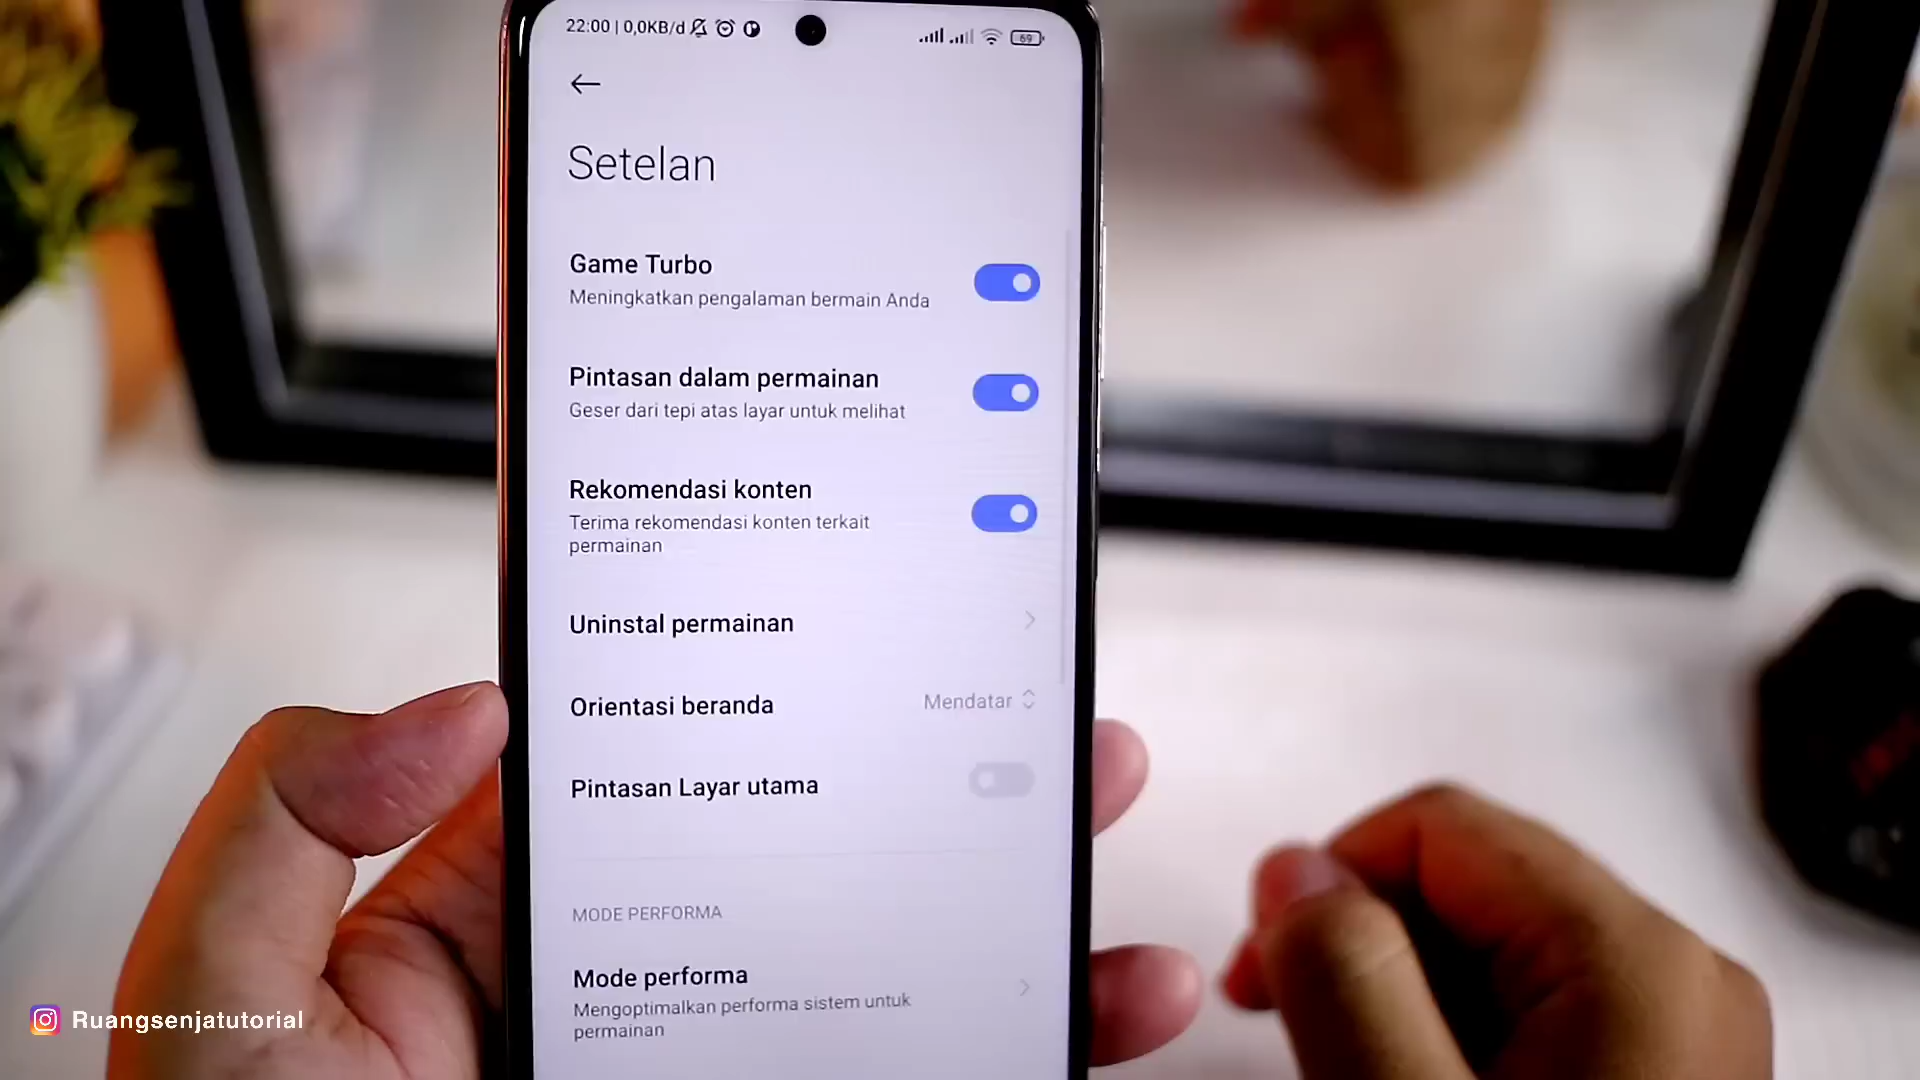 22:00 | 0,0KB/d
69
Setelan
Game Turbo
Meningkatkan pengalaman bermain Anda
Pintasan dalam permainan
Geser dari tepi atas layar untuk melihat
Rekomendasi konten
Terima rekomendasi konten terkait
permainan
Uninstal permainan
Orientasi beranda
Mendatar
Pintasan Layar utama
MODE PERFORMA
Mode performa
Mengoptimalkan performa sistem untuk
permainan
Ruangsenjatutorial